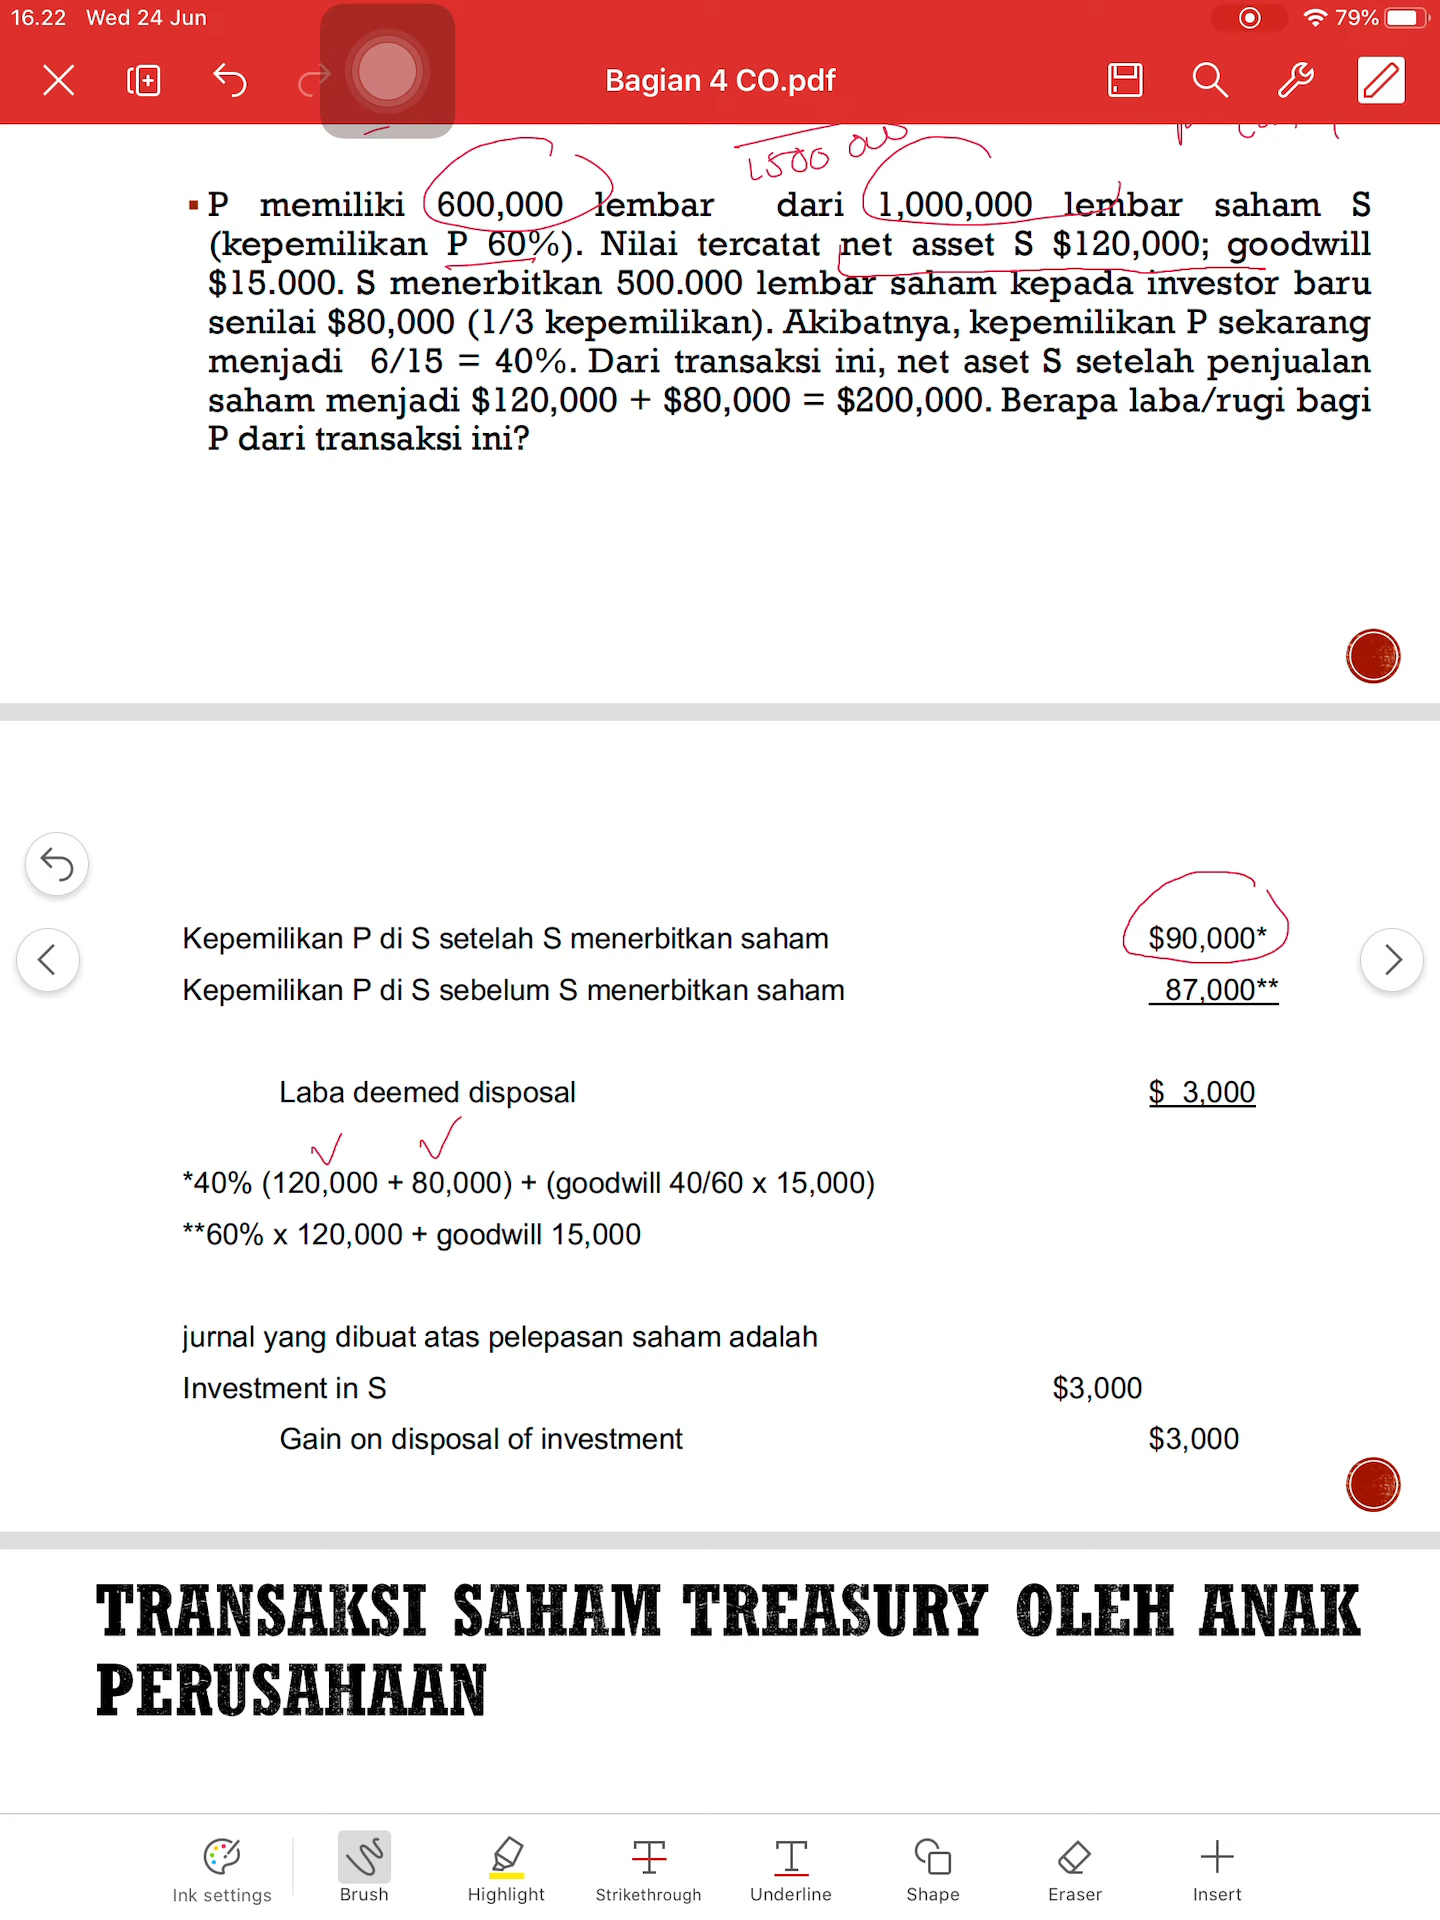 16.22 Wed 24 Jun
79%
Bagian 4 CO.pdf
1500
▪ P memiliki 600,000 lembar dari 1,000,000 lembar saham S
(kepemilikan P 60%). Nilai tercatat net asset S $120,000; goodwill
$15.000. S menerbitkan 500.000 lembar saham kepada investor baru
senilai $80,000 (1/3 kepemilikan). Akibatnya, kepemilikan P sekarang
menjadi 6/15 = 40%. Dari transaksi ini, net aset S setelah penjualan
saham menjadi $120,000 + $80,000 = $200,000. Berapa laba/rugi bagi
P dari transaksi ini?
Kepemilikan P di S setelah S menerbitkan saham $90,000*
Kepemilikan P di S sebelum S menerbitkan saham 87,000**
Laba deemed disposal $ 3,000
*40% (120,000 + 80,000) + (goodwill 40/60 x 15,000)
**60% x 120,000 + goodwill 15,000
jurnal yang dibuat atas pelepasan saham adalah
Investment in S $3,000
Gain on disposal of investment $3,000
TRANSAKSI SAHAM TREASURY OLEH ANAK
PERUSAHAAN
Ink settings Brush Highlight Strikethrough Underline Shape Eraser Insert